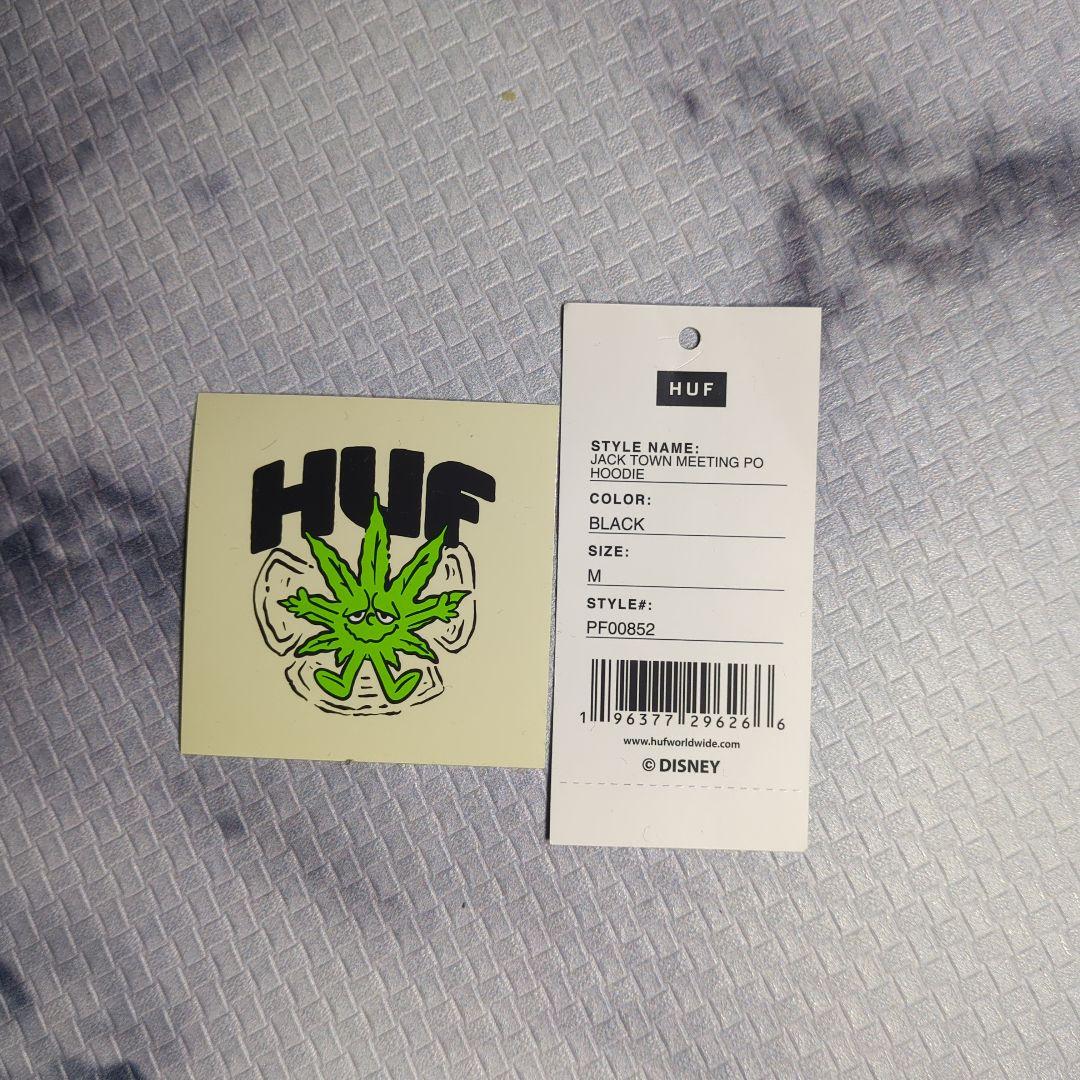 HUF
HUF
STYLE NAME:
JACK TOWN MEETING PO
HOODIE
COLOR:
BLACK
SIZE:
M
STYLE#:
PF00852
1 96377 29626 6
www.hufworldwide.com
© DISNEY